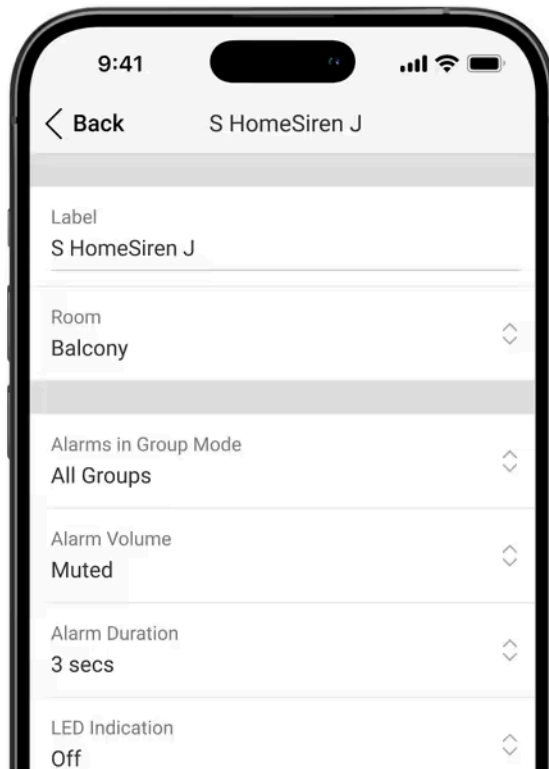 9:41
Back
S HomeSiren J
Label
S HomeSiren J
Room
Balcony
Alarms in Group Mode
All Groups
Alarm Volume
Muted
Alarm Duration
3 secs
LED Indication
Off